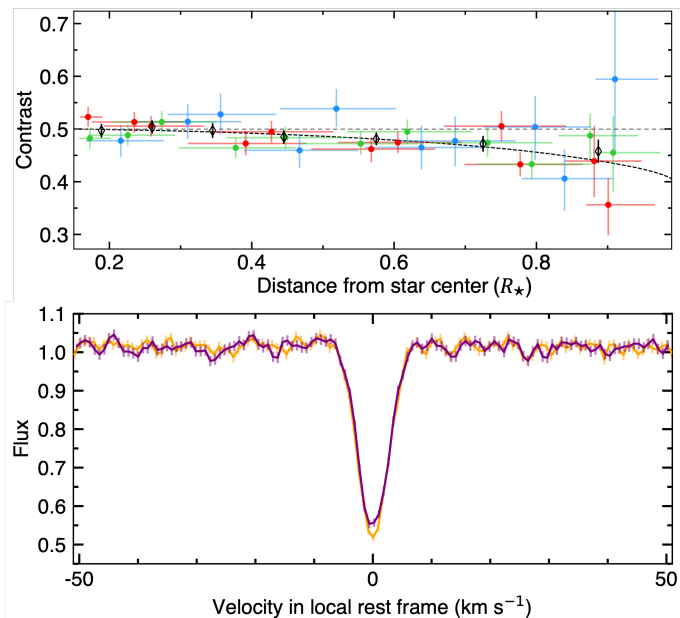 0.7
0.6
0.5
0.4
0.3
Contrast
0.2 0.4 0.6 0.8
Distance from star center (R★)
1.1
1.0
0.9
0.8
0.7
0.6
0.5
Flux
-50 0 50
Velocity in local rest frame (km s⁻¹)